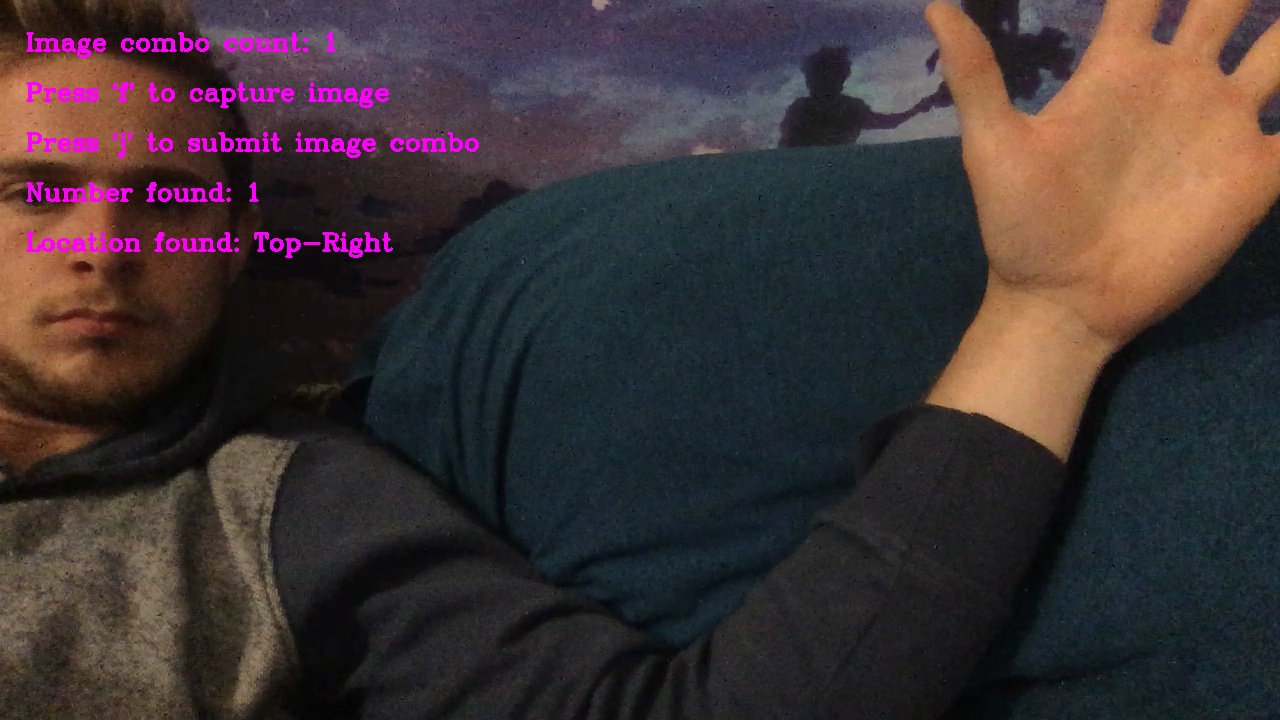 Image combo count: 1
Press 'f' to capture image
Press 'j' to submit image combo
Number found: 1
Location found: Top-Right